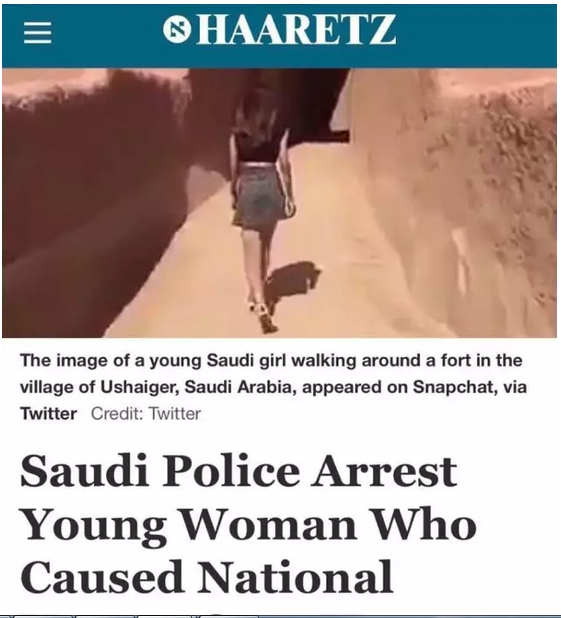 HAARETZ
The image of a young Saudi girl walking around a fort in the
village of Ushaiger, Saudi Arabia, appeared on Snapchat, via
Twitter Credit: Twitter
Saudi Police Arrest
Young Woman Who
Caused National